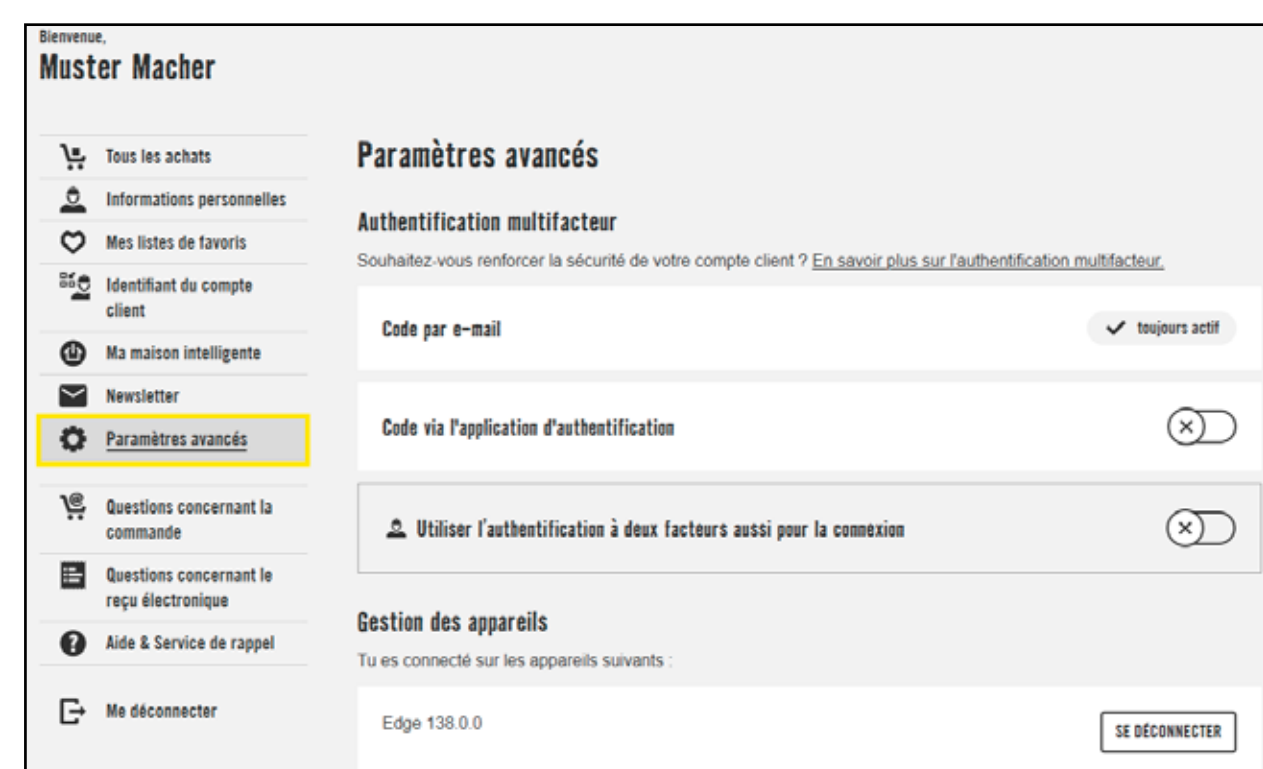 Bienvenue,
Muster Macher
Tous les achats
Informations personnelles
Mes listes de favoris
Identifiant du compte
client
Ma maison intelligente
Newsletter
Paramètres avancés
Questions concernant la
commande
Questions concernant le
reçu électronique
Aide & Service de rappel
Me déconnecter
Paramètres avancés
Authentification multifacteur
Souhaitez-vous renforcer la sécurité de votre compte client ? En savoir plus sur l'authentification multifacteur.
Code par e-mail
toujours actif
Code via l'application d'authentification
Utiliser l'authentification à deux facteurs aussi pour la connexion
Gestion des appareils
Tu es connecté sur les appareils suivants :
Edge 138.0.0
SE DÉCONNECTER